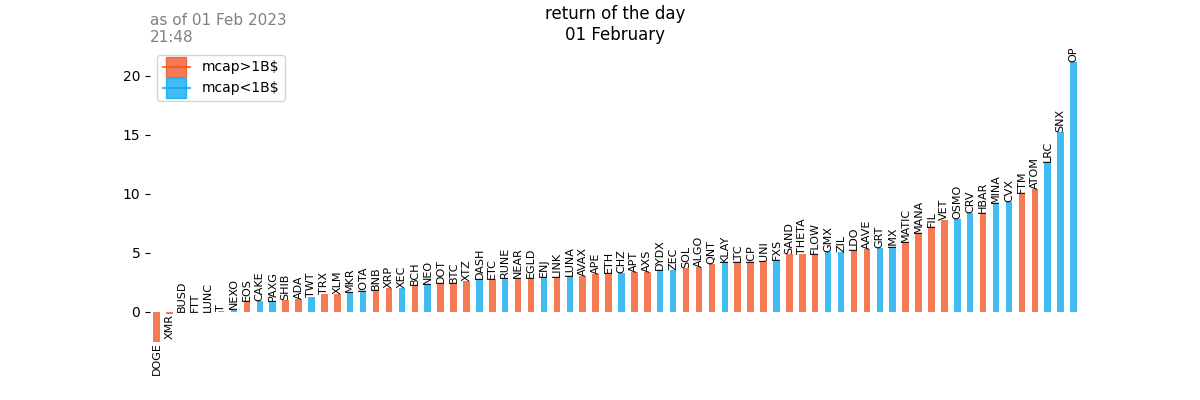 as of 01 Feb 2023
21:48
return of the day
01 February
mcap>1B$
mcap<1B$
20
15
10
5
0
DOGE
XMR
BUSD
FTT
LUNC
T
NEXO
EOS
CAKE
PAXG
SHIB
ADA
TWT
TRX
XLM
MKR
IOTA
BNB
XRP
XEC
BCH
NEO
DOT
BTC
XTZ
DASH
ETC
RUNE
NEAR
EGLD
ENJ
LINK
LUNA
AVAX
APE
ETH
CHZ
APT
AXS
DYDX
ZEC
SOL
ALGO
QNT
KLAY
LTC
ICP
UNI
FXS
SAND
THETA
FLOW
GMX
ZIL
LDO
AAVE
GRT
IMX
MATIC
MANA
FIL
VET
OSMO
CRV
HBAR
MINA
CVX
FTM
ATOM
LRC
SNX
OP